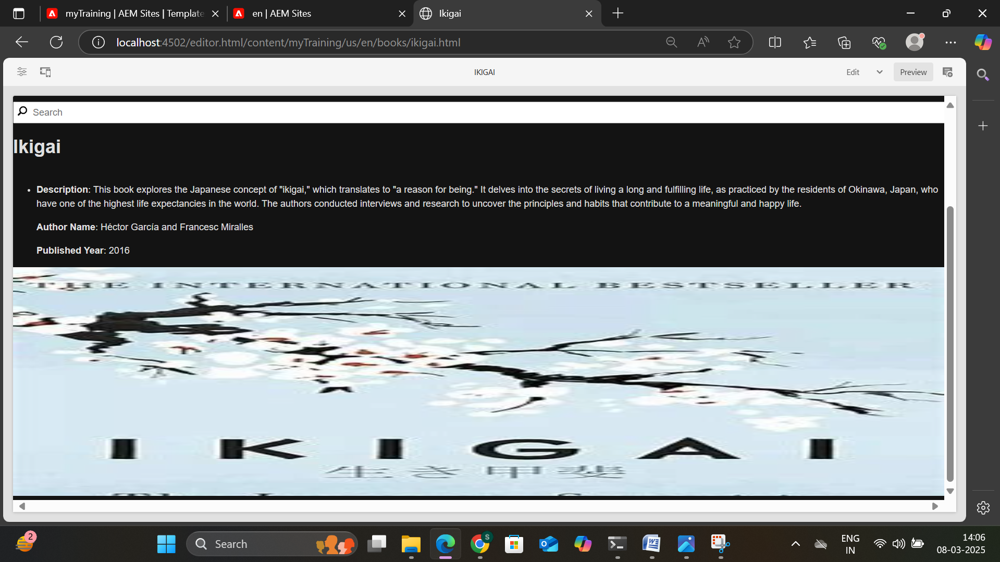 myTraining | AEM Sites | Template
en | AEM Sites
Ikigai
localhost:4502/editor.html/content/myTraining/us/en/books/ikigai.html
IKIGAI
Edit
Preview
Search
Ikigai
• Description: This book explores the Japanese concept of "ikigai," which translates to "a reason for being." It delves into the secrets of living a long and fulfilling life, as practiced by the residents of Okinawa, Japan, who
have one of the highest life expectancies in the world. The authors conducted interviews and research to uncover the principles and habits that contribute to a meaningful and happy life.
Author Name: Héctor García and Francesc Miralles
Published Year: 2016
THE INTERNATIONAL BESTSELLER
IKIGAI
生き甲斐
2
Search
S
ENG
IN
14:06
08-03-2025